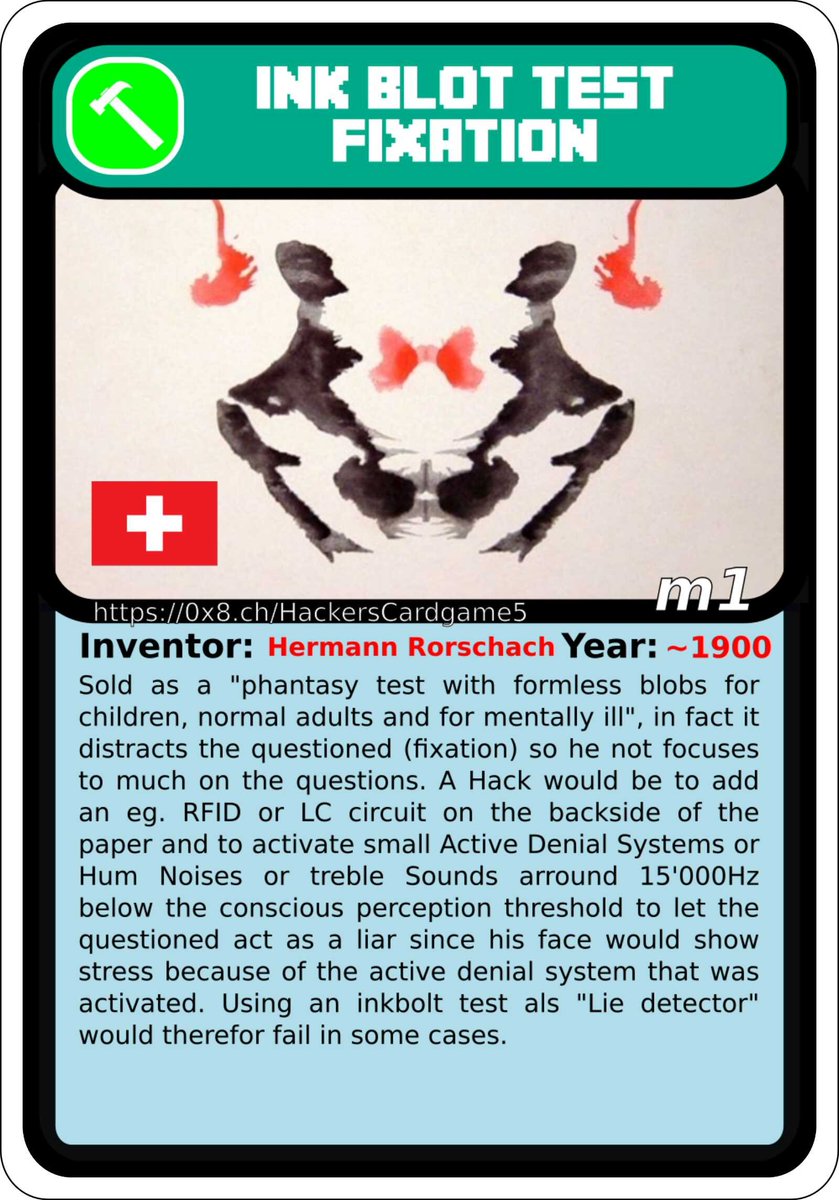 INK BLOT TEST
FIXATION
m1
https://0x8.ch/HackersCardgame5
Inventor: Hermann Rorschach Year: ~1900
Sold as a "phantasy test with formless blobs for
children, normal adults and for mentally ill", in fact it
distracts the questioned (fixation) so he not focuses
to much on the questions. A Hack would be to add
an eg. RFID or LC circuit on the backside of the
paper and to activate small Active Denial Systems or
Hum Noises or treble Sounds arround 15'000Hz
below the conscious perception threshold to let the
questioned act as a liar since his face would show
stress because of the active denial system that was
activated. Using an inkbolt test als "Lie detector"
would therefor fail in some cases.